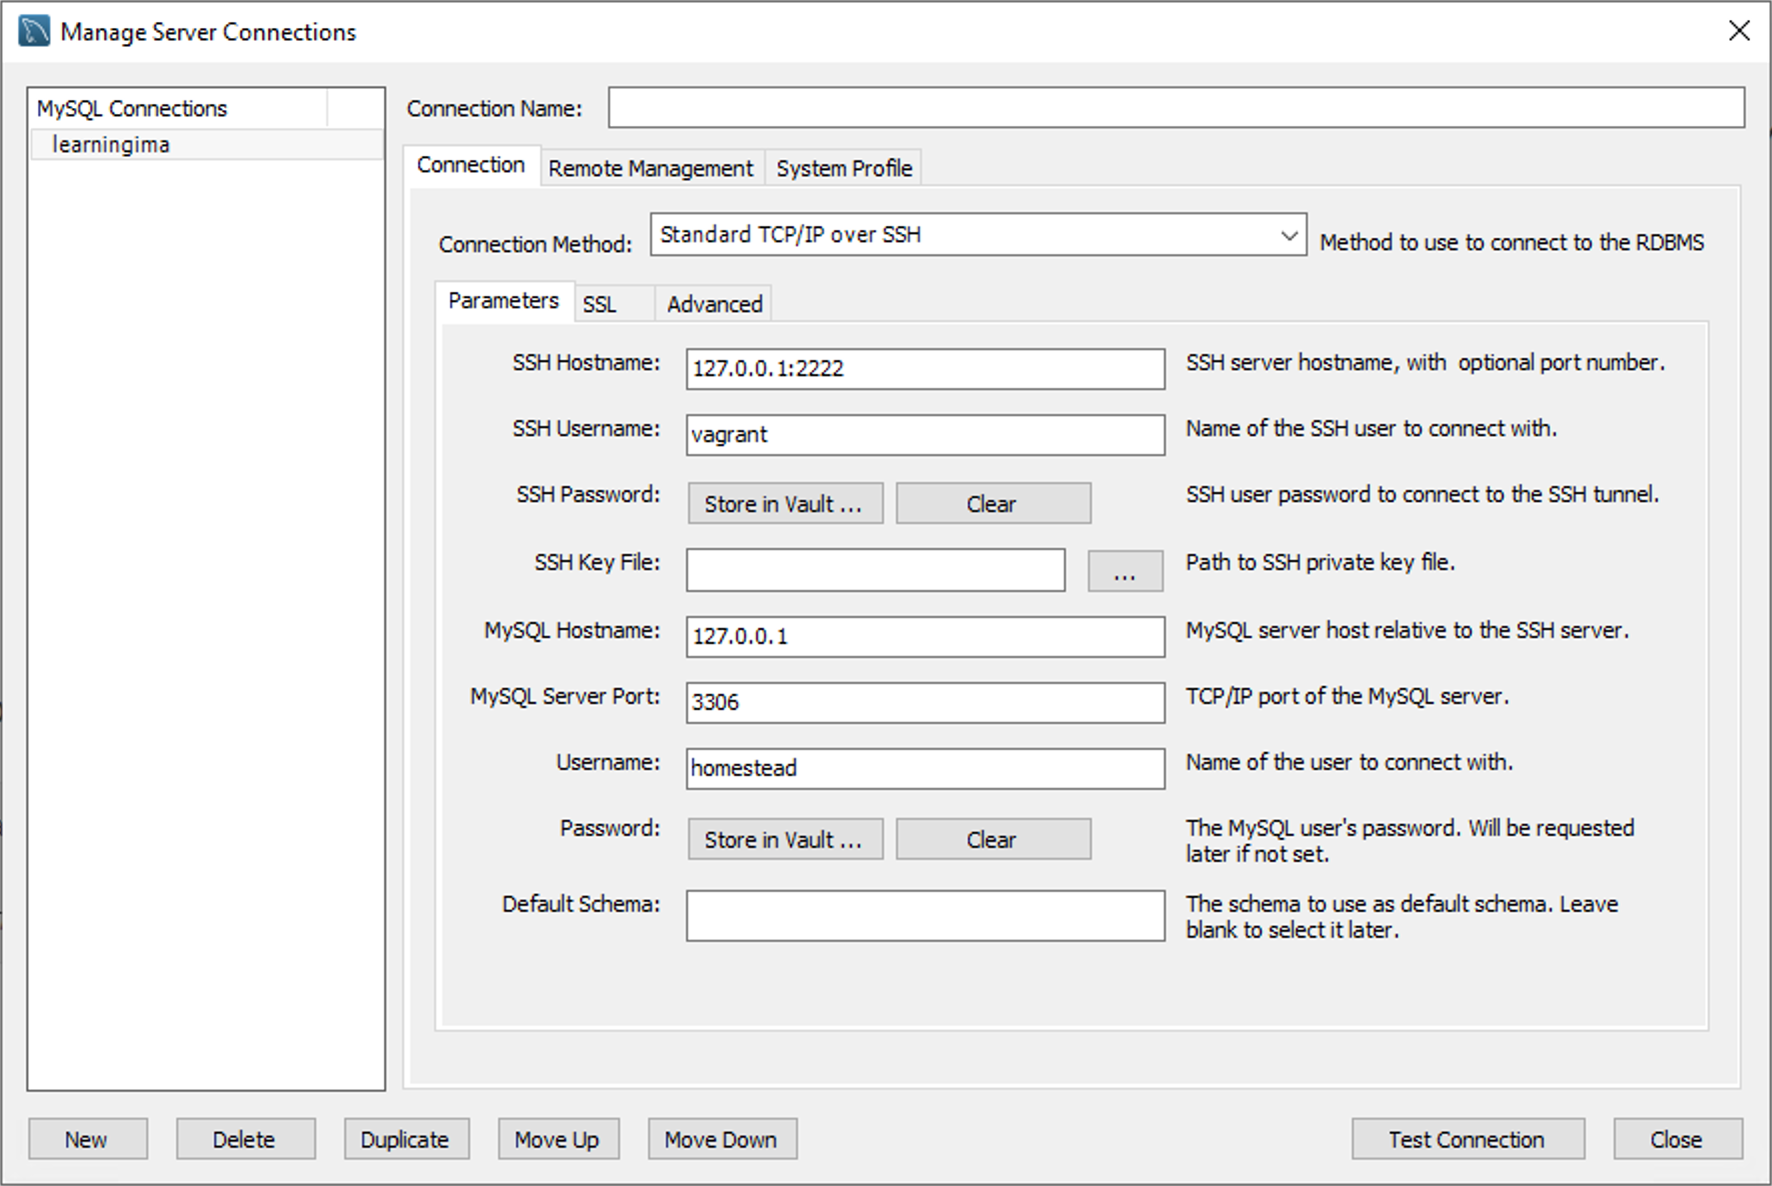 Manage Server Connections
MySQL Connections
learningima
Connection Name:
Connection
Remote Management
System Profile
Connection Method:
Standard TCP/IP over SSH
Method to use to connect to the RDBMS
Parameters
SSL
Advanced
SSH Hostname:
127.0.0.1:2222
SSH server hostname, with  optional port number.
SSH Username:
vagrant
Name of the SSH user to connect with.
SSH Password:
Store in Vault ...
Clear
SSH user password to connect to the SSH tunnel.
SSH Key File:
...
Path to SSH private key file.
MySQL Hostname:
127.0.0.1
MySQL server host relative to the SSH server.
MySQL Server Port:
3306
TCP/IP port of the MySQL server.
Username:
homestead
Name of the user to connect with.
Password:
Store in Vault ...
Clear
The MySQL user's password. Will be requested
later if not set.
Default Schema:
The schema to use as default schema. Leave
blank to select it later.
New
Delete
Duplicate
Move Up
Move Down
Test Connection
Close